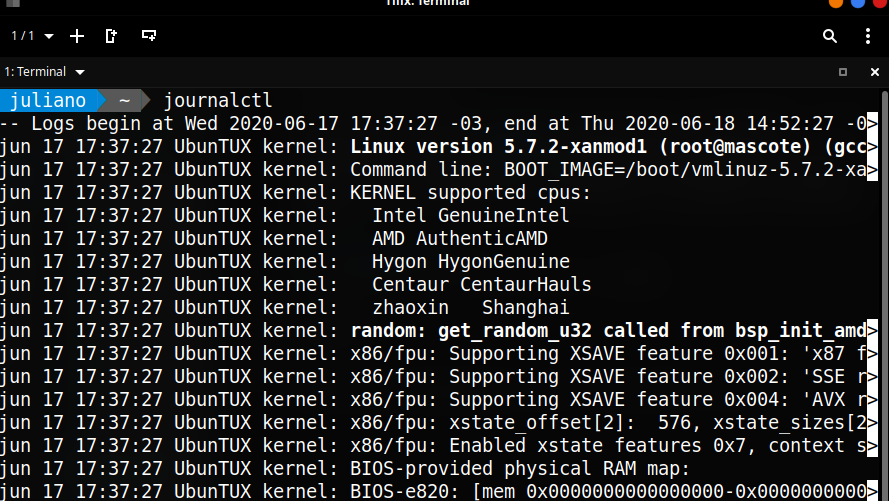 Tilix: Terminal
1 / 1
1: Terminal
juliano ~ journalctl
-- Logs begin at Wed 2020-06-17 17:37:27 -03, end at Thu 2020-06-18 14:52:27 -0>
jun 17 17:37:27 UbunTUX kernel: Linux version 5.7.2-xanmod1 (root@mascote) (gcc>
jun 17 17:37:27 UbunTUX kernel: Command line: BOOT_IMAGE=/boot/vmlinuz-5.7.2-xa>
jun 17 17:37:27 UbunTUX kernel: KERNEL supported cpus:
jun 17 17:37:27 UbunTUX kernel:   Intel GenuineIntel
jun 17 17:37:27 UbunTUX kernel:   AMD AuthenticAMD
jun 17 17:37:27 UbunTUX kernel:   Hygon HygonGenuine
jun 17 17:37:27 UbunTUX kernel:   Centaur CentaurHauls
jun 17 17:37:27 UbunTUX kernel:   zhaoxin   Shanghai
jun 17 17:37:27 UbunTUX kernel: random: get_random_u32 called from bsp_init_amd>
jun 17 17:37:27 UbunTUX kernel: x86/fpu: Supporting XSAVE feature 0x001: 'x87 f>
jun 17 17:37:27 UbunTUX kernel: x86/fpu: Supporting XSAVE feature 0x002: 'SSE r>
jun 17 17:37:27 UbunTUX kernel: x86/fpu: Supporting XSAVE feature 0x004: 'AVX r>
jun 17 17:37:27 UbunTUX kernel: x86/fpu: xstate_offset[2]:  576, xstate_sizes[2>
jun 17 17:37:27 UbunTUX kernel: x86/fpu: Enabled xstate features 0x7, context s>
jun 17 17:37:27 UbunTUX kernel: BIOS-provided physical RAM map:
jun 17 17:37:27 UbunTUX kernel: BIOS-e820: [mem 0x0000000000000000-0x0000000000>